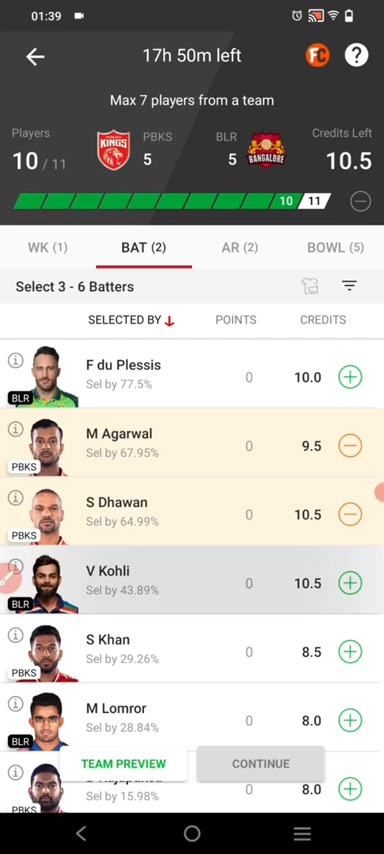 01:39
17h 50m left
FC
?
Max 7 players from a team
Players
PBKS
BLR
Credits Left
10 / 11
KINGS
5
5
BANGALORE
10.5
10
11
WK (1)
BAT (2)
AR (2)
BOWL (5)
Select 3 - 6 Batters
SELECTED BY
POINTS
CREDITS
F du Plessis
Sel by 77.5%
0
10.0
BLR
M Agarwal
Sel by 67.95%
0
9.5
PBKS
S Dhawan
Sel by 64.99%
0
10.5
PBKS
V Kohli
Sel by 43.89%
0
10.5
BLR
S Khan
Sel by 29.26%
0
8.5
PBKS
M Lomror
Sel by 28.84%
0
8.0
BLR
TEAM PREVIEW
CONTINUE
Sel by 15.98%
0
8.0
PBKS